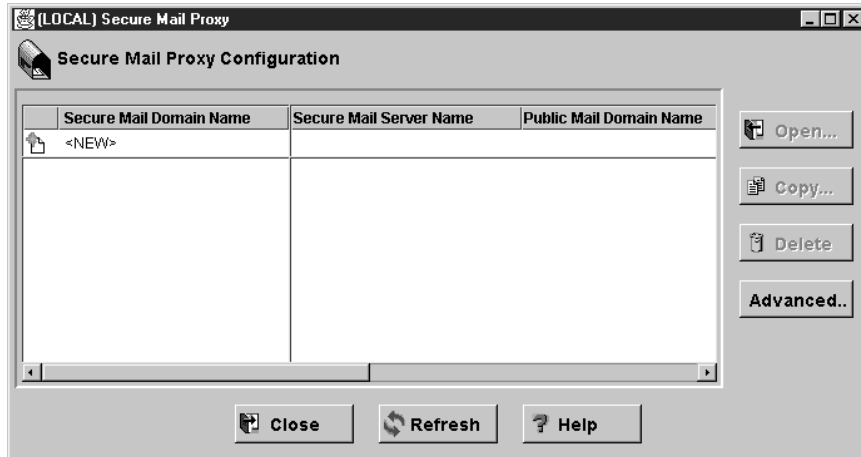 (LOCAL) Secure Mail Proxy
Secure Mail Proxy Configuration
Secure Mail Domain Name Secure Mail Server Name Public Mail Domain Name
<NEW>
Open...
Copy...
Delete
Advanced..
Close Refresh Help